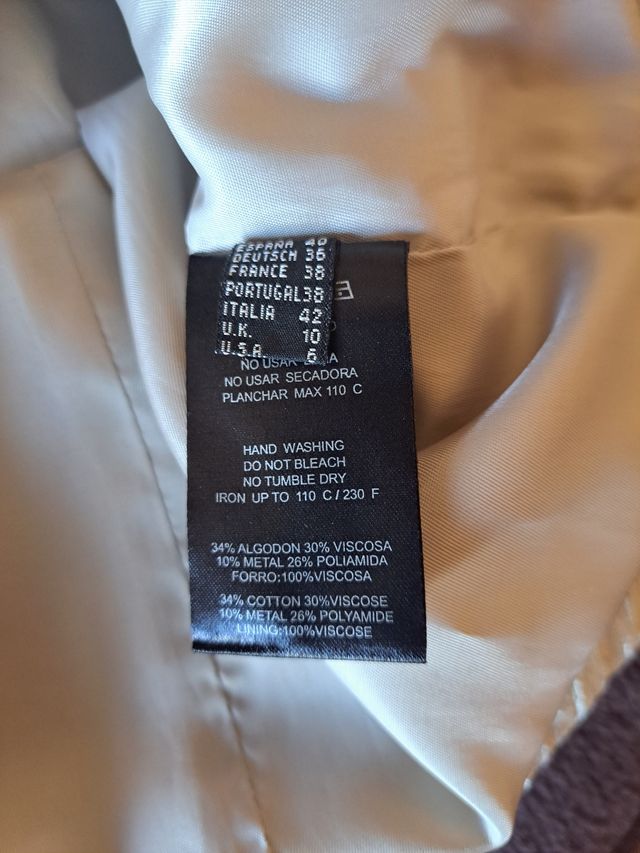 ESPAÑA 40
DEUTSCH 36
FRANCE 38
PORTUGAL38
ITALIA 42
U.K. 10
U.S.A. 6
NO USAR
NO USAR SECADORA
PLANCHAR MAX 110 C
HAND WASHING
DO NOT BLEACH
NO TUMBLE DRY
IRON UP TO 110 C/230 F
34% ALGODON 30% VISCOSA
10% METAL 26% POLIAMIDA
FORRO:100%VISCOSA
34% COTTON 30%VISCOSE
10% METAL 26% POLYAMIDE
LINING:100%VISCOSE